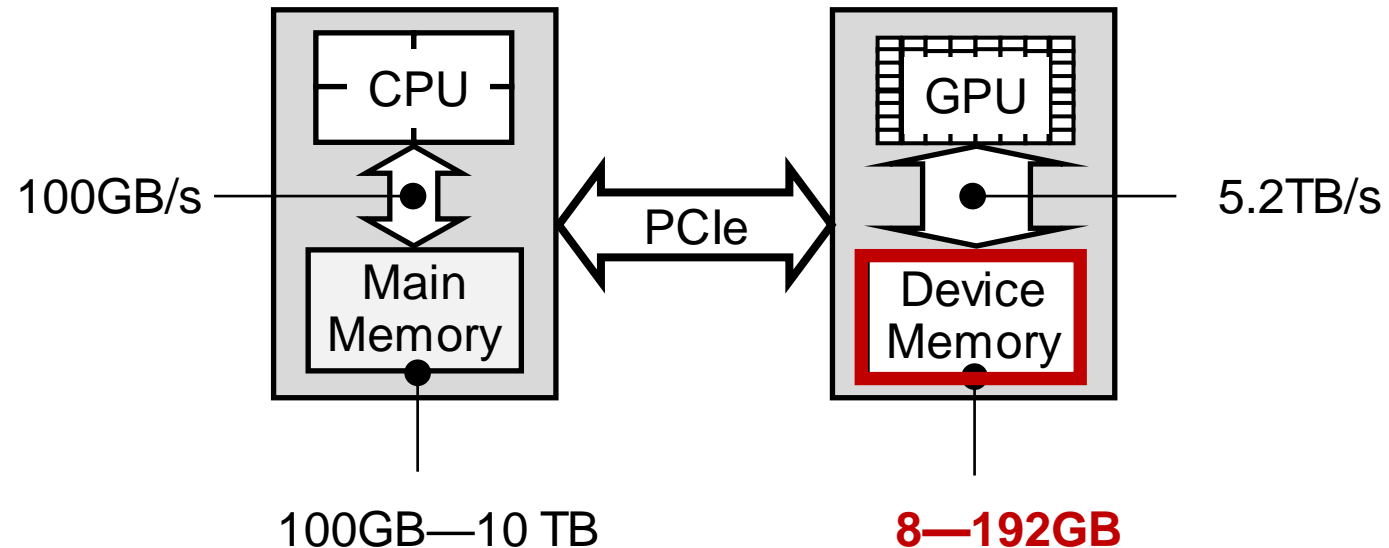 CPU
GPU
100GB/s
5.2TB/s
PCIe
Main
Memory
Device
Memory
100GB—10 TB
8—192GB